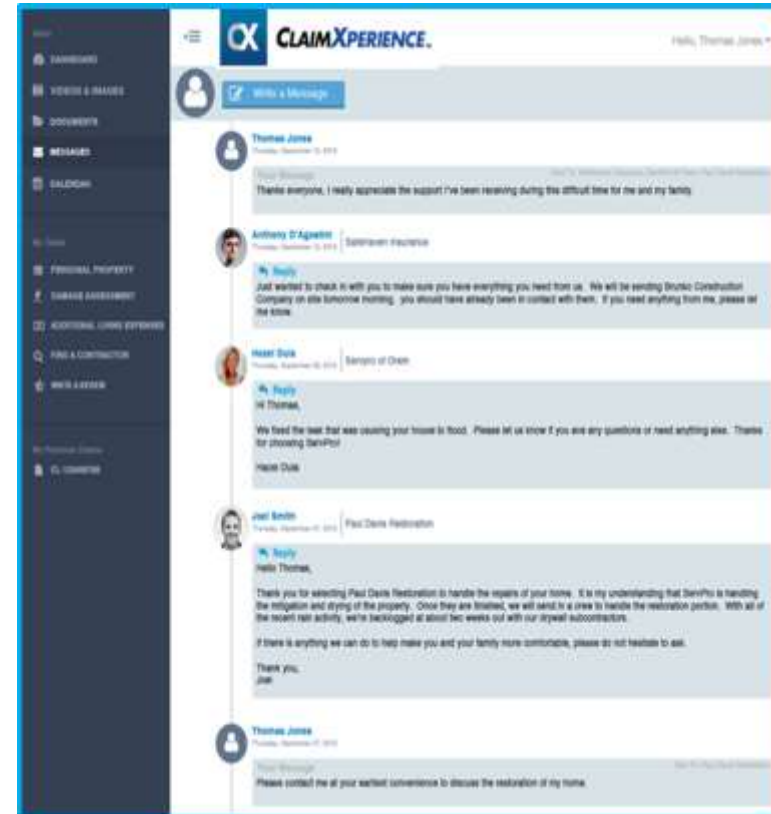 CLAIMXPERIENCE.
Hello, Thomas Jones
DASHBOARD
VIDEOS & IMAGES
DOCUMENTS
MESSAGES
CALENDAR
PERSONAL PROPERTY
DAMAGE ASSESSMENT
ADDITIONAL LIVING EXPENSES
FIND A CONTRACTOR
WRITE A REVIEW
Write a Message
Thomas Jones
Your Message
Thanks everyone, I really appreciate the support I've been receiving during this difficult time for me and my family.
Anthony D'Agostini
Insurance
Reply
Just wanted to check in with you to make sure you have everything you need from us. We will be sending Construction
Company on site tomorrow morning. you should have already been in contact with them. If you need anything from me, please let
me know.
Hazel Dula
Servpro of Orem
Reply
Hi Thomas,
We fixed the leak that was causing your house to flood. Please let us know if you are any questions or need anything else. Thanks
for choosing ServPro!
Hazel Dula
Joel Smith
Paul Davis Restoration
Reply
Hello Thomas,
Thank you for selecting Paul Davis Restoration to handle the repairs of your home. It is my understanding that ServPro is handling
the mitigation and drying of the property. Once they are finished, we will send in a crew to handle the restoration portion. With all of
the recent rain activity, we're backlogged at about two weeks out with our drywall subcontractors.
If there is anything we can do to help make you and your family more comfortable, please do not hesitate to ask.
Thank you,
Joel
Thomas Jones
Your Message
Please contact me at your earliest convenience to discuss the restoration of my home.